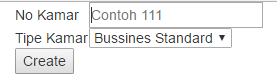 No Kamar Contoh 111
Tipe Kamar Bussines Standard
Create